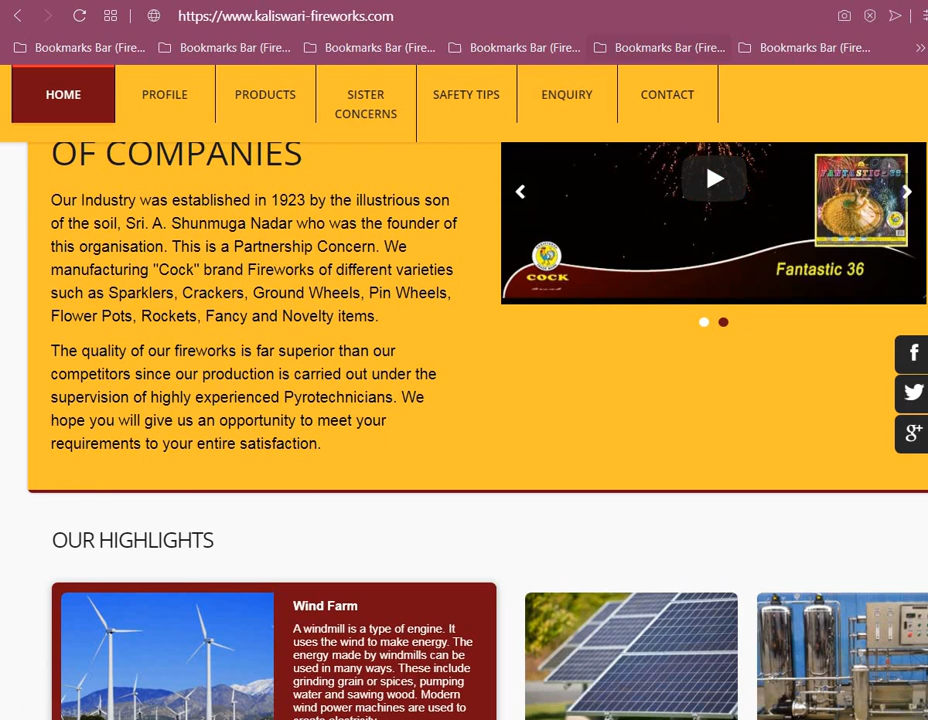 https://www.kaliswari-fireworks.com
Bookmarks Bar (Fire... Bookmarks Bar (Fire... Bookmarks Bar (Fire... Bookmarks Bar (Fire... Bookmarks Bar (Fire... Bookmarks Bar (Fire...
HOME PROFILE PRODUCTS SISTER CONCERNS SAFETY TIPS ENQUIRY CONTACT
OF COMPANIES
Our Industry was established in 1923 by the illustrious son
of the soil, Sri. A. Shunmuga Nadar who was the founder of
this organisation. This is a Partnership Concern. We
manufacturing "Cock" brand Fireworks of different varieties
such as Sparklers, Crackers, Ground Wheels, Pin Wheels,
Flower Pots, Rockets, Fancy and Novelty items.
The quality of our fireworks is far superior than our
competitors since our production is carried out under the
supervision of highly experienced Pyrotechnicians. We
hope you will give us an opportunity to meet your
requirements to your entire satisfaction.
COCK
Fantastic 36
OUR HIGHLIGHTS
Wind Farm
A windmill is a type of engine. It
uses the wind to make energy. The
energy made by windmills can be
used in many ways. These include
grinding grain or spices, pumping
water and sawing wood. Modern
wind power machines are used to
create electricity.